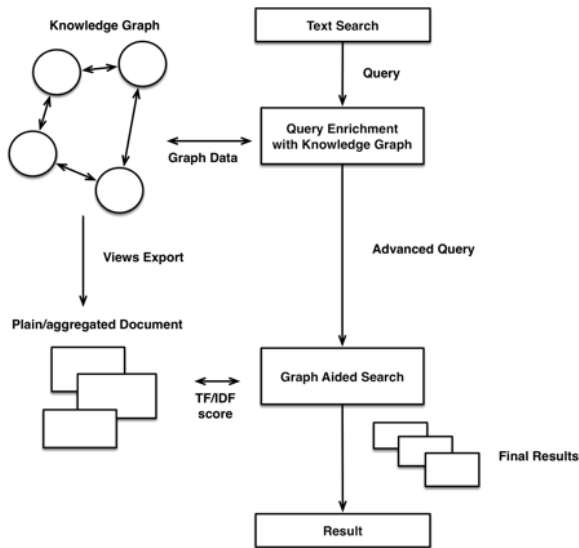 Knowledge Graph
Text Search
Query
Query Enrichment
with Knowledge Graph
Graph Data
Views Export
Advanced Query
Plain/aggregated Document
Graph Aided Search
TF/IDF
score
Final Results
Result